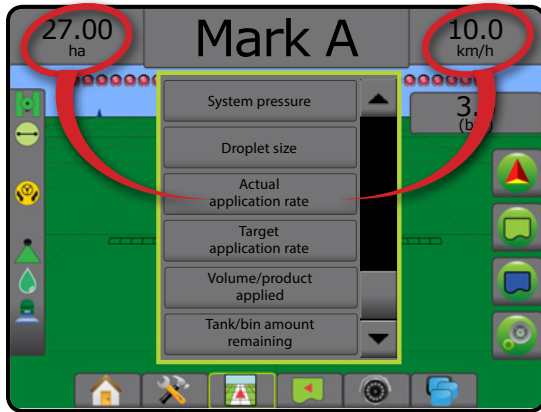 27.00
ha
Mark A
10.0
km/h
System pressure
Droplet size
Actual
application rate
Target
application rate
Volume/product
applied
Tank/bin amount
remaining
3.